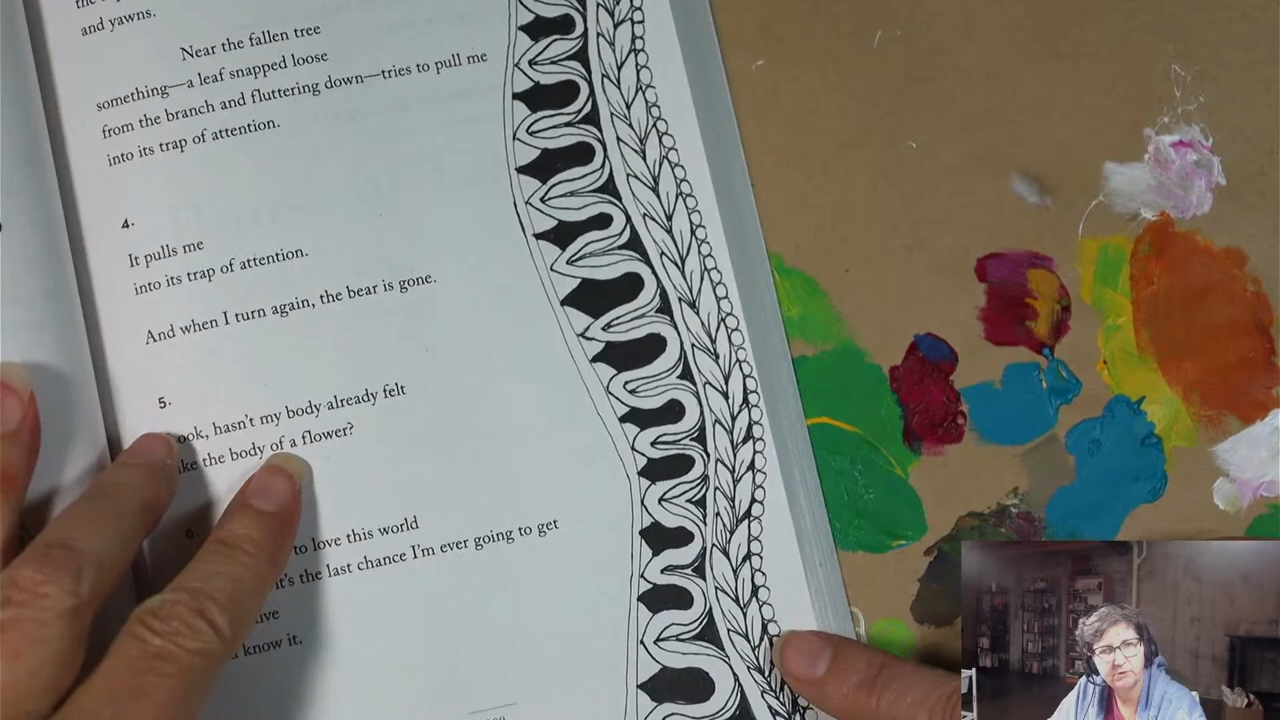 and yawns.
Near the fallen tree
something—a leaf snapped loose
from the branch and fluttering down—tries to pull me
into its trap of attention.
4.
It pulls me
into its trap of attention.
And when I turn again, the bear is gone.
5.
ook, hasn't my body already felt
ke the body of a flower?
6.
to love this world
it's the last chance I'm ever going to get
ive
know it.